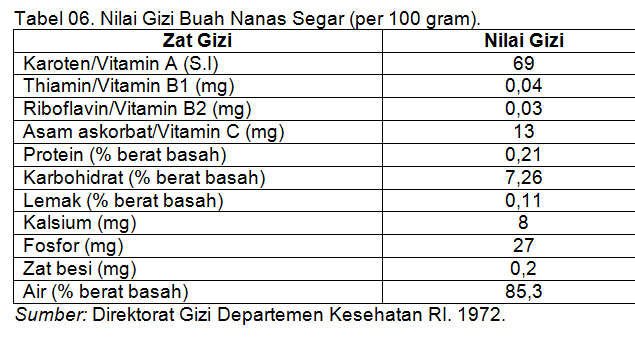 Tabel 06. Nilai Gizi Buah Nanas Segar (per 100 gram).
Zat Gizi Nilai Gizi
Karoten/Vitamin A (S.I) 69
Thiamin/Vitamin B1 (mg) 0,04
Riboflavin/Vitamin B2 (mg) 0,03
Asam askorbat/Vitamin C (mg) 13
Protein (% berat basah) 0,21
Karbohidrat (% berat basah) 7,26
Lemak (% berat basah) 0,11
Kalsium (mg) 8
Fosfor (mg) 27
Zat besi (mg) 0,2
Air (% berat basah) 85,3
Sumber: Direktorat Gizi Departemen Kesehatan RI. 1972.